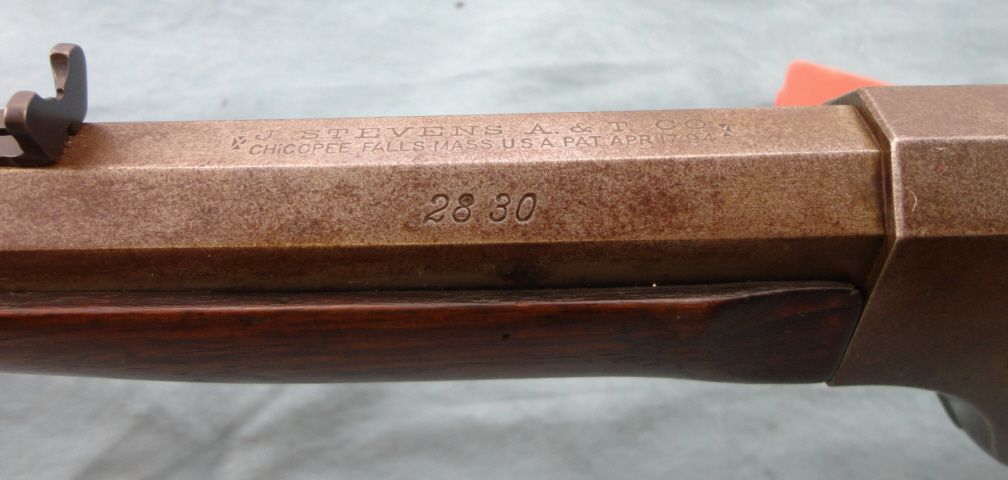 J. STEVENS A. & T. CO.
CHICOPEE FALLS MASS. U.S.A. PAT. APR. 17. 94
28.30